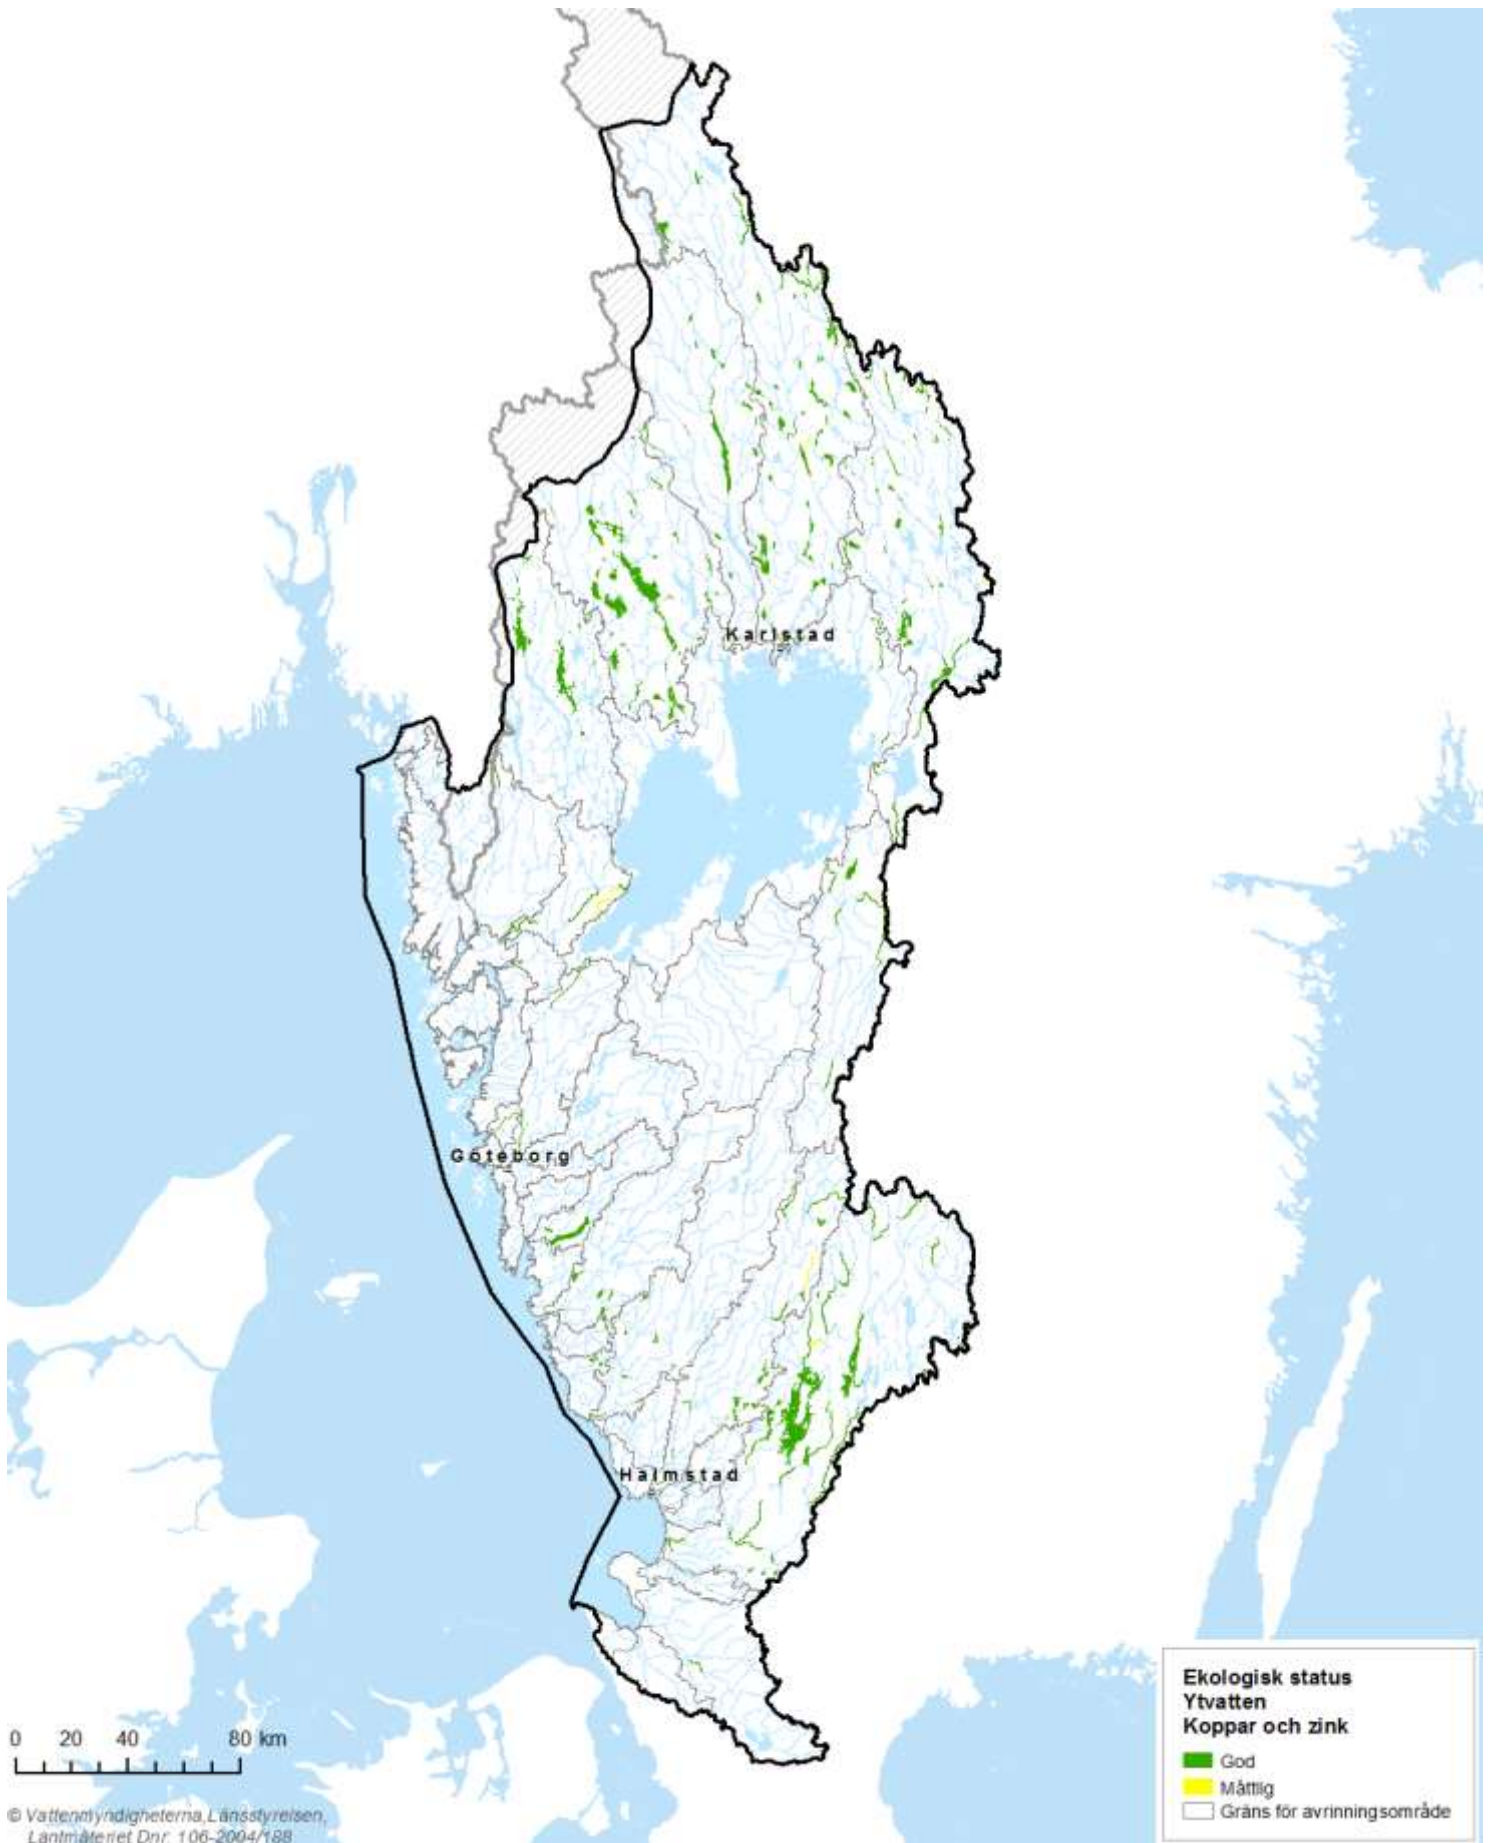 Karlstad
Göteborg
Halmstad
Ekologisk status
Ytvatten
Koppar och zink
God
Måttlig
Gräns för avrinningsområde
0 20 40 80 km
© Vattenmyndigheterna, Länsstyrelsen,
Lantmäteriet Dnr: 106-2004/188